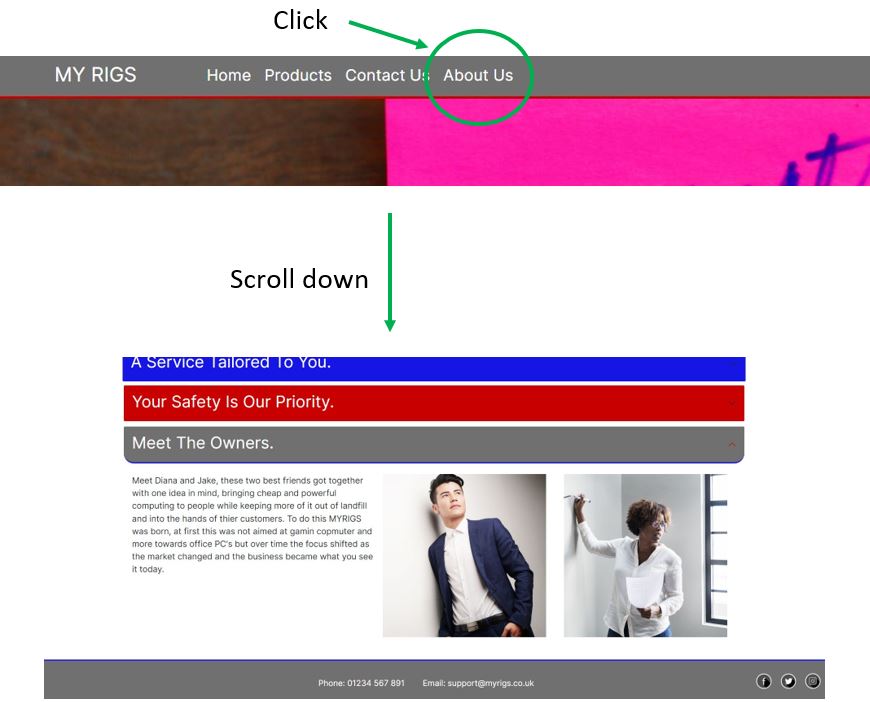 Click
MY RIGS Home Products Contact Us About Us
Scroll down
A Service Tailored To You.
Your Safety Is Our Priority.
Meet The Owners.
Meet Diana and Jake, these two best friends got together
with one idea in mind, bringing cheap and powerful
computing to people while keeping more of it out of landfill
and into the hands of thier customers. To do this MYRIGS
was born, at first this was not aimed at gamin copmuter and
more towards office PC's but over time the focus shifted as
the market changed and the business became what you see
it today.
Phone: 01234 567 891 Email: support@myrigs.co.uk